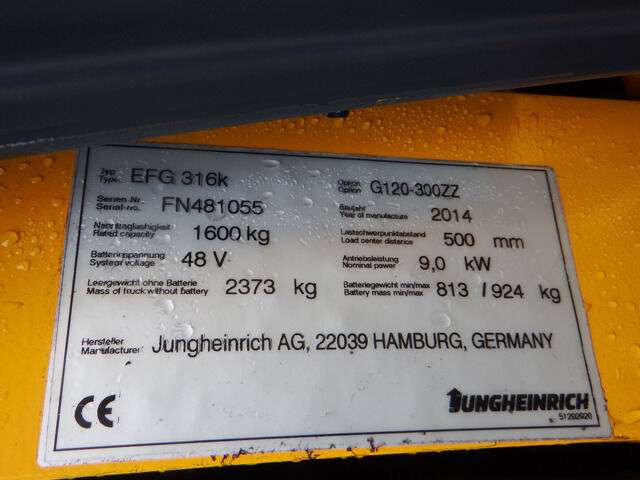 Typ EFG 316k Option G120-300ZZ
Type Option
Serien-Nr. FN481055 Baujahr 2014
Serial-no. Year of manufacture
Nenntragfähigkeit 1600 kg Lastschwerpunktabstand 500 mm
Rated capacity Load center distance
Batteriespannung 48 V Antriebsleistung 9,0 kW
System voltage Nominal power
Leergewicht ohne Batterie 2373 kg Batteriegewicht min/max 813 / 924 kg
Mass of truck without battery Battery mass min/max
Hersteller Jungheinrich AG, 22039 HAMBURG, GERMANY
Manufacturer
CE JUNGHEINRICH
51292920